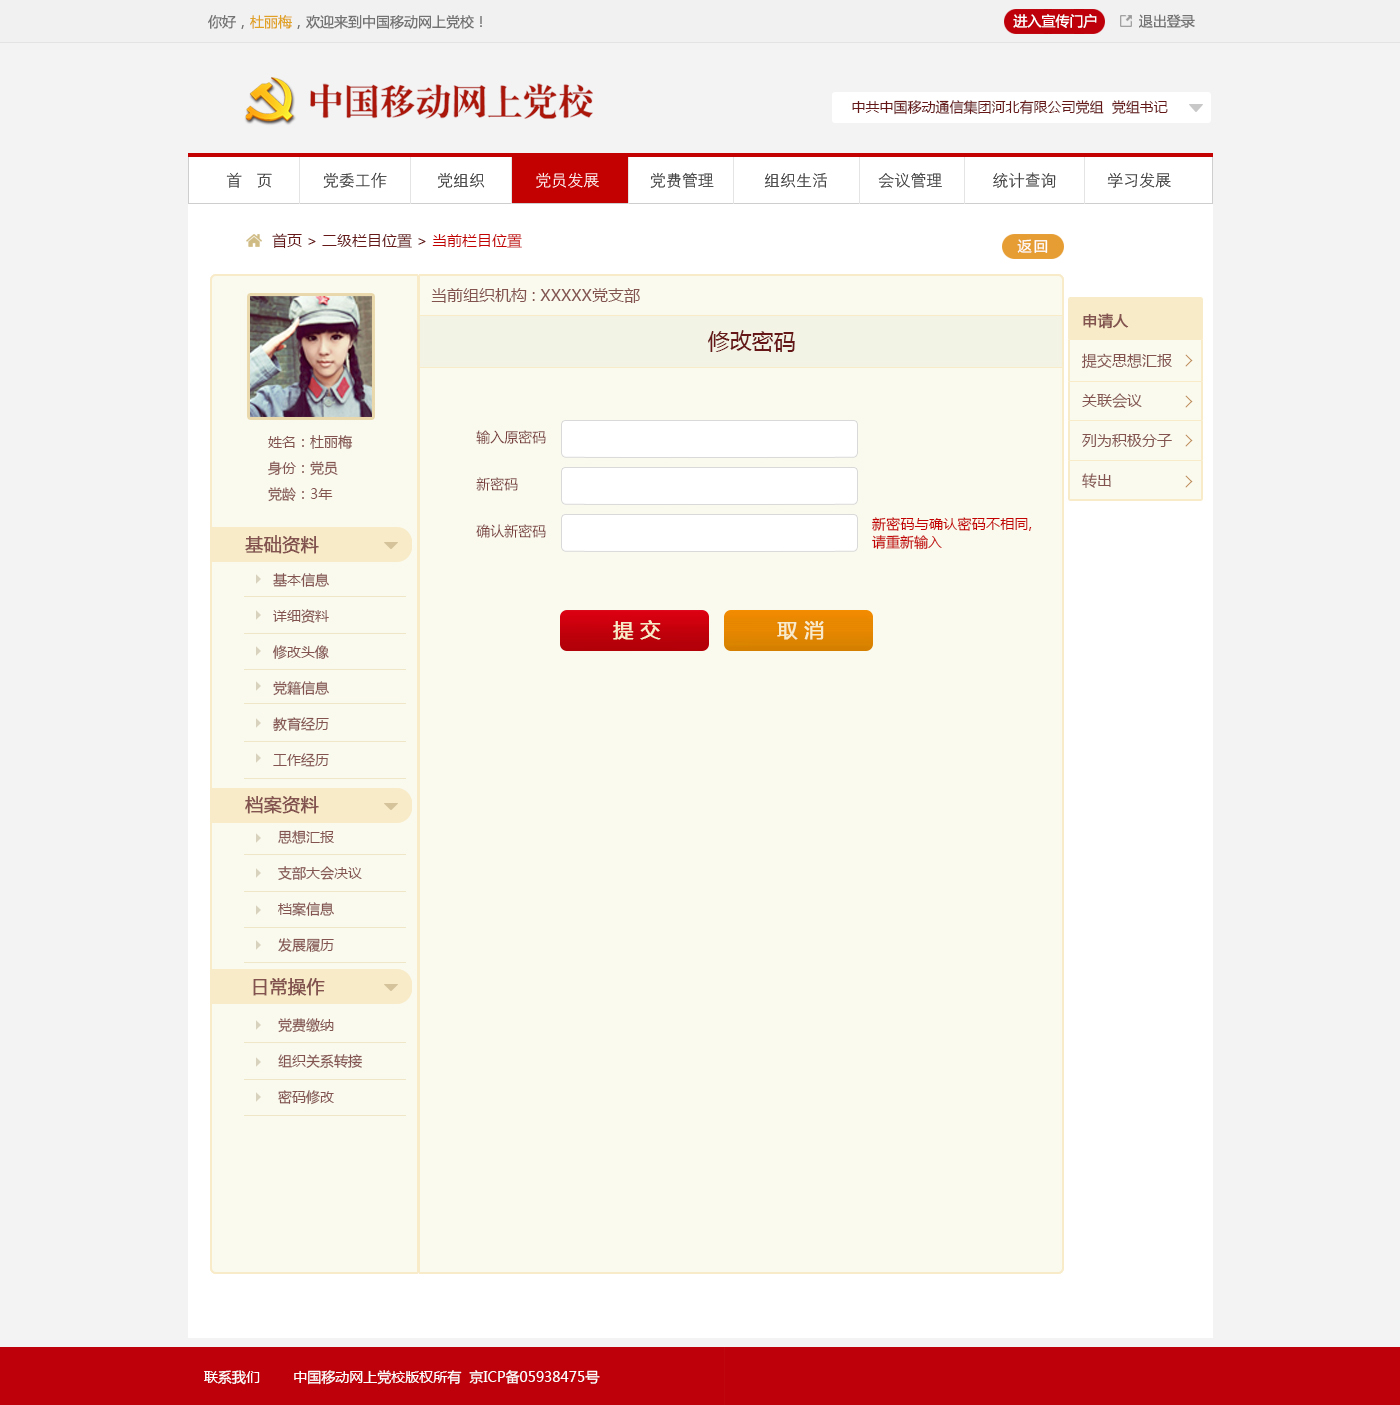 你好，杜丽梅，欢迎来到中国移动网上党校！
进入宣传门户 退出登录
中国移动网上党校
中共中国移动通信集团河北有限公司党组 党组书记
首 页 党委工作 党组织 党员发展 党费管理 组织生活 会议管理 统计查询 学习发展
首页 > 二级栏目位置 > 当前栏目位置
返回
当前组织机构：XXXXX党支部
修改密码
姓名：杜丽梅
身份：党员
党龄：3年
基础资料
基本信息
详细资料
修改头像
党籍信息
教育经历
工作经历
档案资料
思想汇报
支部大会决议
档案信息
发展履历
日常操作
党费缴纳
组织关系转接
密码修改
输入原密码
新密码
确认新密码
新密码与确认密码不相同,
请重新输入
提 交 取 消
申请人
提交思想汇报
关联会议
列为积极分子
转出
联系我们 中国移动网上党校版权所有 京ICP备05938475号